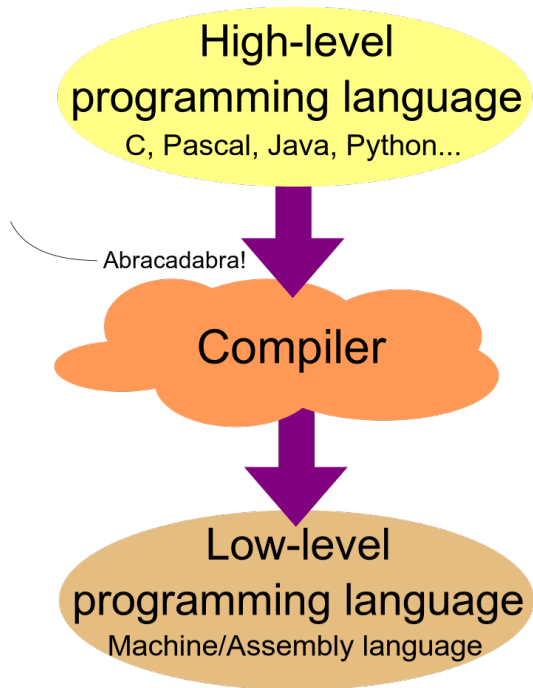 High-level
programming language
C, Pascal, Java, Python...
Abracadabra!
Compiler
Low-level
programming language
Machine/Assembly language